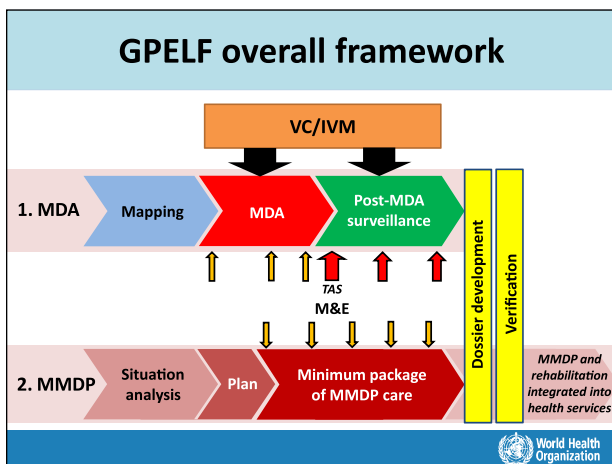 GPELF overall framework
VC/IVM
1. MDA
Mapping
MDA
Post-MDA
surveillance
TAS
M&E
Dossier development
Verification
2. MMDP
Situation
analysis
Plan
Minimum package
of MMDP care
MMDP and
rehabilitation
integrated into
health services
World Health
Organization